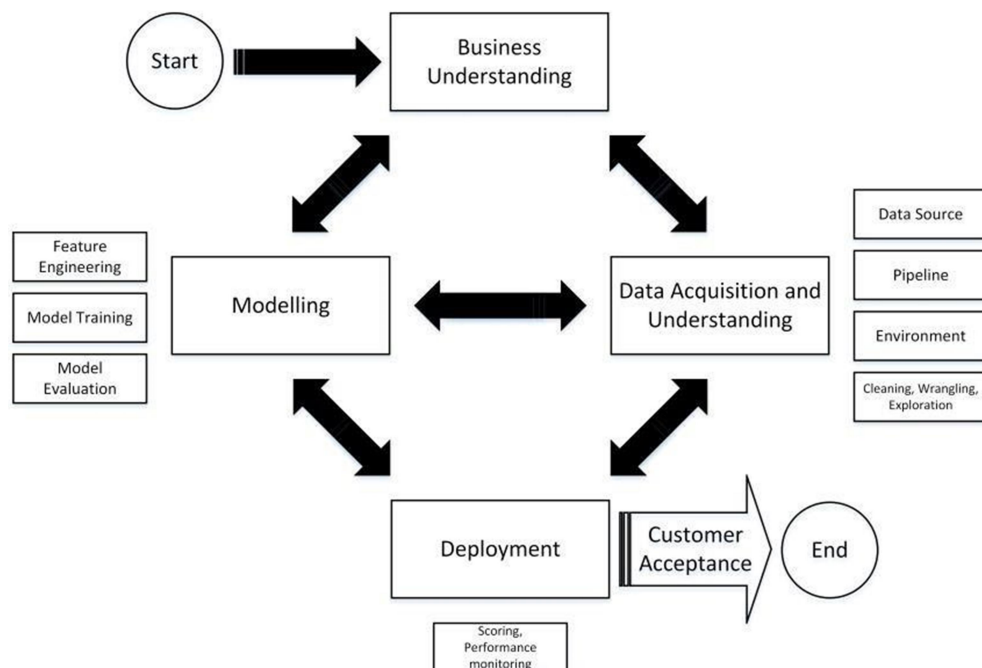 Start
Business
Understanding
Feature
Engineering
Model Training
Model
Evaluation
Modelling
Data Acquisition and
Understanding
Data Source
Pipeline
Environment
Cleaning, Wrangling,
Exploration
Deployment
Customer
Acceptance
End
Scoring,
Performance
monitoring